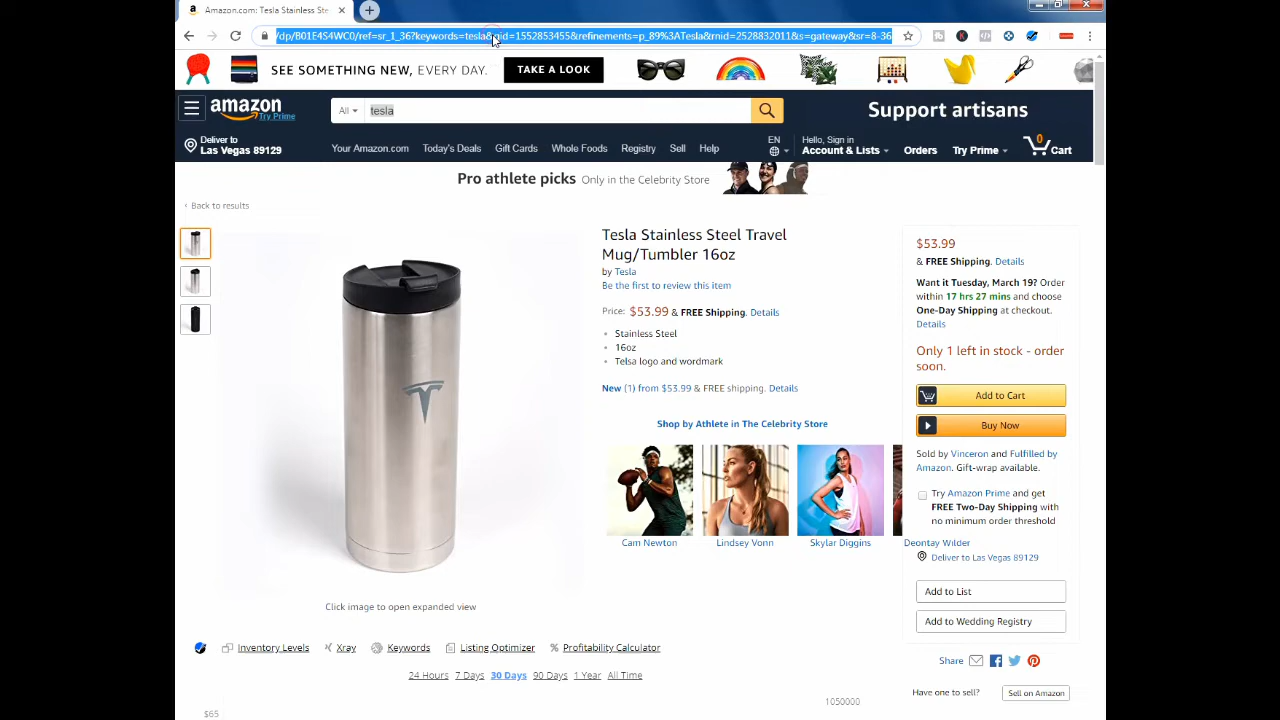 Amazon.com: Tesla Stainless Ste
/dp/B01E4S4WC0/ref=sr_1_36?keywords=tesla&qid=1552853455&refinements=p_89%3ATesla&rnid=2528832011&s=gateway&sr=8-36
SEE SOMETHING NEW, EVERY DAY. TAKE A LOOK
amazon
Try Prime
All
tesla
Support artisans
Deliver to
Las Vegas 89129
Your Amazon.com Today's Deals Gift Cards Whole Foods Registry Sell Help
EN
Hello, Sign in
Account & Lists
Orders
Try Prime
0
Cart
Pro athlete picks Only in the Celebrity Store
‹ Back to results
Tesla Stainless Steel Travel
Mug/Tumbler 16oz
by Tesla
Be the first to review this item
Price: $53.99 & FREE Shipping. Details
• Stainless Steel
• 16oz
• Telsa logo and wordmark
New (1) from $53.99 & FREE shipping. Details
Shop by Athlete in The Celebrity Store
Cam Newton Lindsey Vonn Skylar Diggins Deontay Wilder
Click image to open expanded view
$53.99
& FREE Shipping. Details
Want it Tuesday, March 19? Order
within 17 hrs 27 mins and choose
One-Day Shipping at checkout.
Details
Only 1 left in stock - order
soon.
Add to Cart
Buy Now
Sold by Vinceron and Fulfilled by
Amazon. Gift-wrap available.
Try Amazon Prime and get
FREE Two-Day Shipping with
no minimum order threshold
Deliver to Las Vegas 89129
Add to List
Add to Wedding Registry
Share
Have one to sell? Sell on Amazon
Inventory Levels Xray Keywords Listing Optimizer % Profitability Calculator
24 Hours 7 Days 30 Days 90 Days 1 Year All Time
1050000
$65